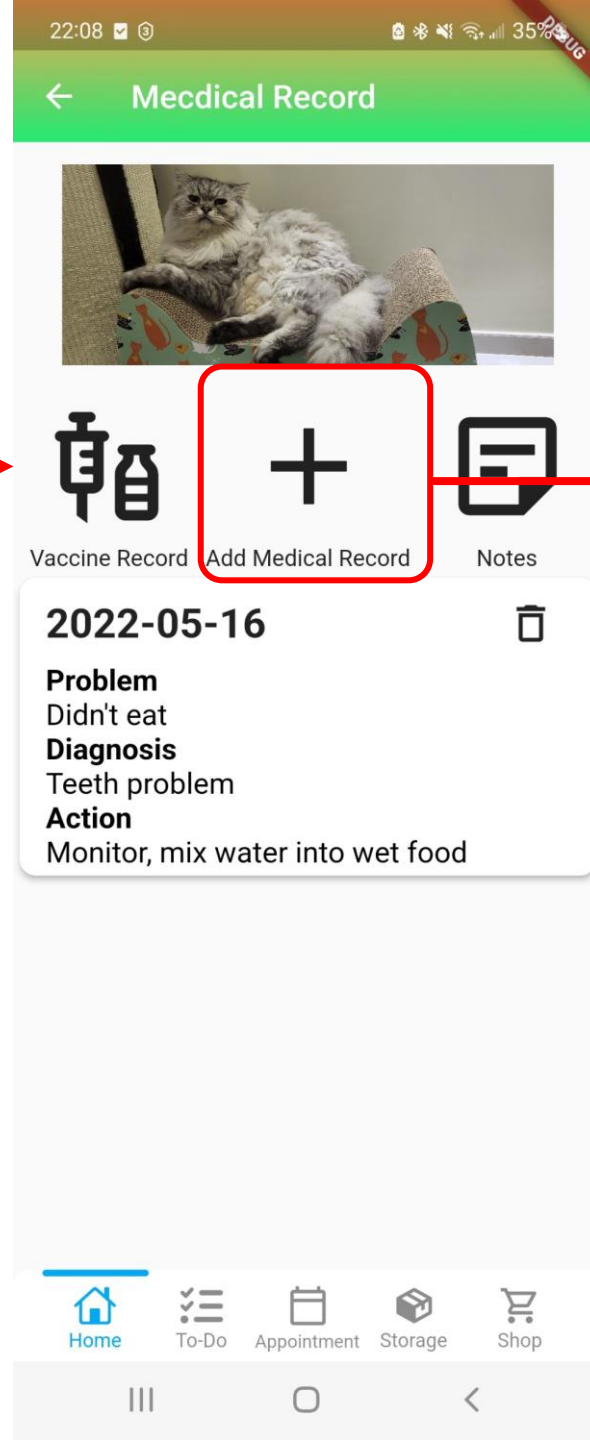 22:08
35%
DEBUG
Mecdical Record
Vaccine Record
Add Medical Record
Notes
2022-05-16
Problem
Didn't eat
Diagnosis
Teeth problem
Action
Monitor, mix water into wet food
Home
To-Do
Appointment
Storage
Shop